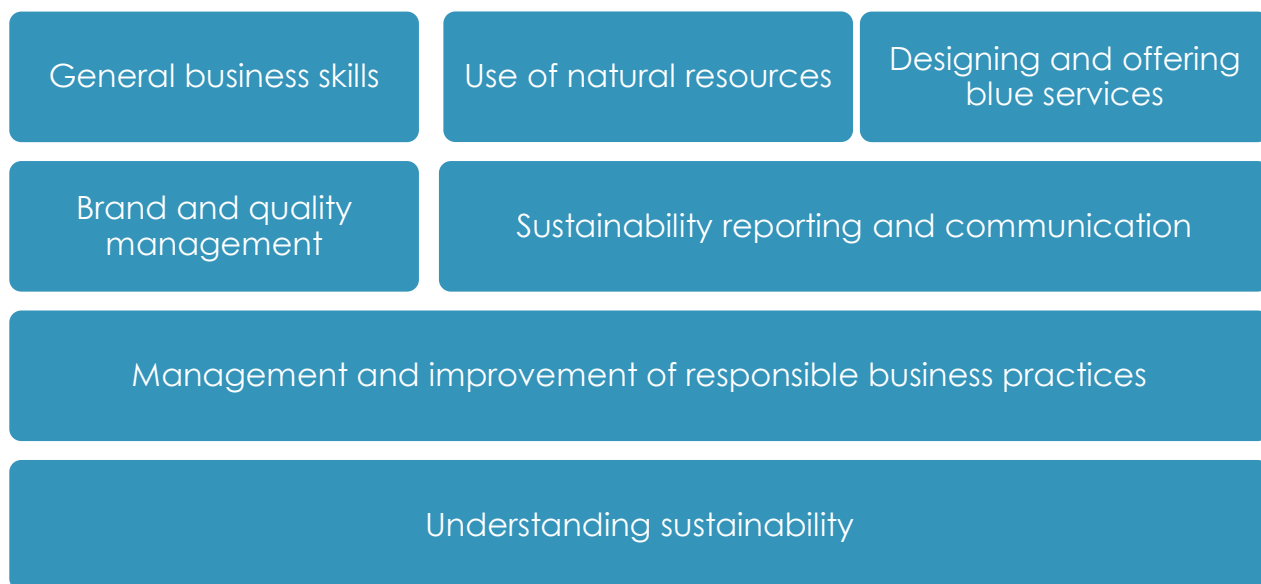 General business skills
Use of natural resources
Designing and offering
blue services
Brand and quality
management
Sustainability reporting and communication
Management and improvement of responsible business practices
Understanding sustainability